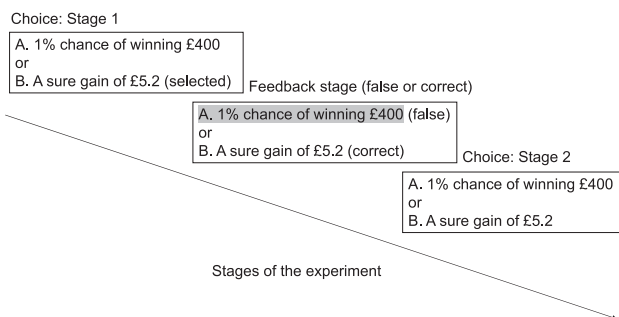 Choice: Stage 1
A. 1% chance of winning £400
or
B. A sure gain of £5.2 (selected)
Feedback stage (false or correct)
A. 1% chance of winning £400 (false)
or
B. A sure gain of £5.2 (correct)
Choice: Stage 2
A. 1% chance of winning £400
or
B. A sure gain of £5.2
Stages of the experiment